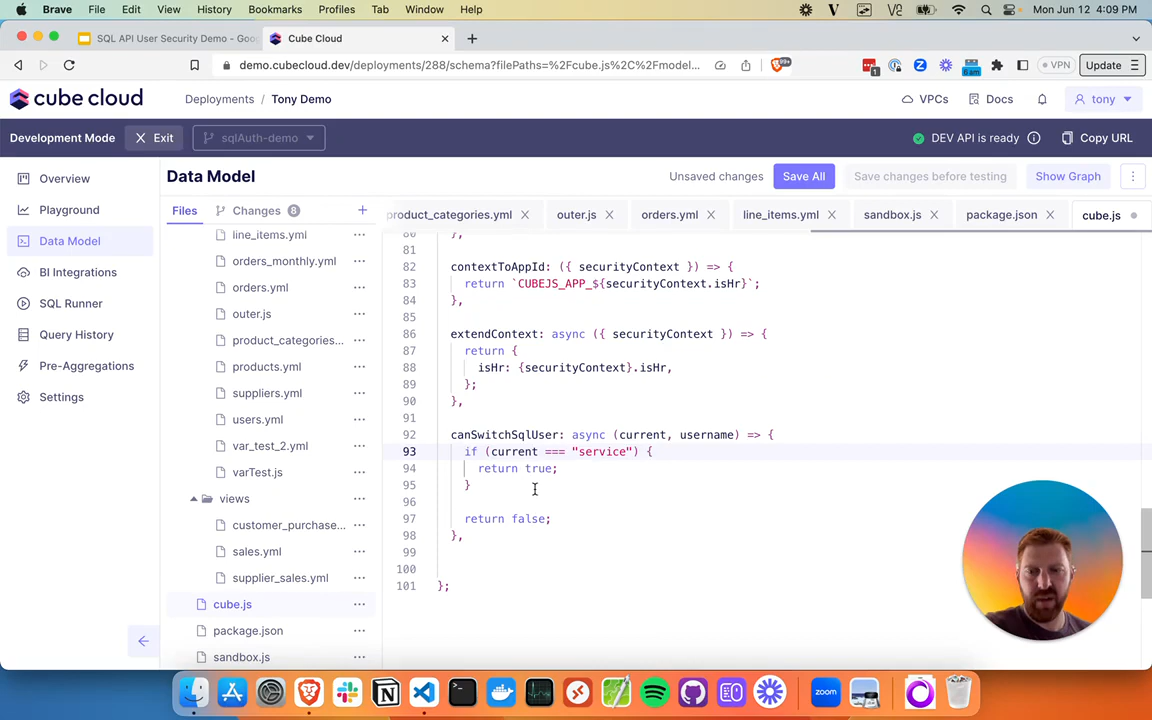 Brave File Edit View History Bookmarks Profiles Tab Window Help Mon Jun 12 4:09 PM
SQL API User Security Demo - Goo
Cube Cloud
demo.cubecloud.dev/deployments/288/schema?filePaths=%2Fcube.js%2C%2Fmodel...
99+
1
6 am
VPN
Update
cube cloud
Deployments / Tony Demo
VPCs
Docs
tony
Development Mode
Exit
sqlAuth-demo
DEV API is ready
Copy URL
Overview
Playground
Data Model
BI Integrations
SQL Runner
Query History
Pre-Aggregations
Settings
Data Model
Unsaved changes
Save All
Save changes before testing
Show Graph
Files
Changes 8
line_items.yml
orders_monthly.yml
orders.yml
outer.js
product_categories...
products.yml
suppliers.yml
users.yml
var_test_2.yml
varTest.js
views
customer_purchase...
sales.yml
supplier_sales.yml
cube.js
package.json
sandbox.js
product_categories.yml
outer.js
orders.yml
line_items.yml
sandbox.js
package.json
cube.js
80 },
81
82 contextToAppId: ({ securityContext }) => {
83 return `CUBEJS_APP_${securityContext.isHr}`;
84 },
85
86 extendContext: async ({ securityContext }) => {
87 return {
88 isHr: {securityContext}.isHr,
89 };
90 },
91
92 canSwitchSqlUser: async (current, username) => {
93 if (current === "service") {
94 return true;
95 }
96
97 return false;
98 },
99
100
101 };
zoom